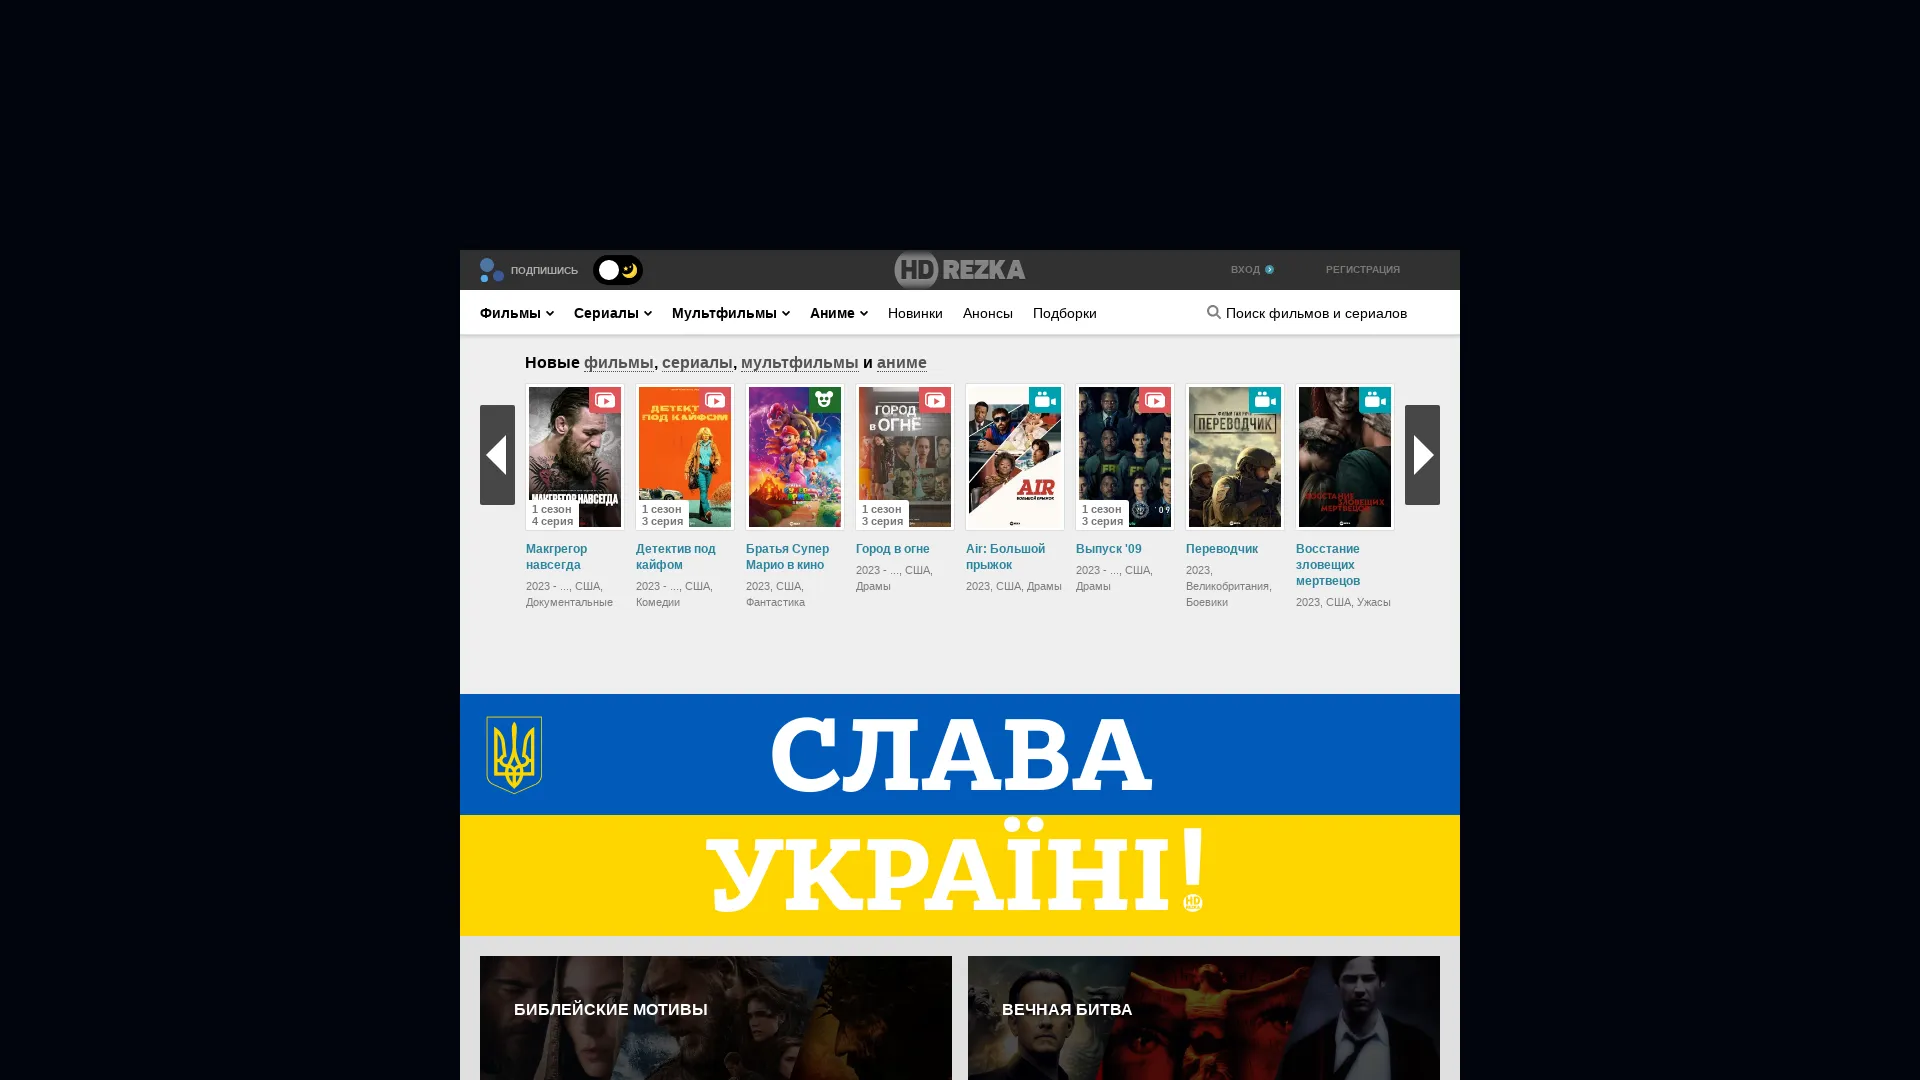 ПОДПИШИСЬ
HD REZKA
ВХОД
РЕГИСТРАЦИЯ
Фильмы
Сериалы
Мультфильмы
Аниме
Новинки
Анонсы
Подборки
Поиск фильмов и сериалов
Новые фильмы, сериалы, мультфильмы и аниме
МАКГРЕГОР НАВСЕГДА
1 сезон
4 серия
Макгрегор
навсегда
2023 - ..., США,
Документальные
ДЕТЕКТИВ
ПОД КАЙФОМ
1 сезон
3 серия
Детектив под
кайфом
2023 - ..., США,
Комедии
Братья Супер
Марио в кино
2023, США,
Фантастика
ГОРОД
в ОГНЕ
1 сезон
3 серия
Город в огне
2023 - ..., США,
Драмы
AIR
БОЛЬШОЙ ПРЫЖОК
Air: Большой
прыжок
2023, США, Драмы
FBI
'09
1 сезон
3 серия
Выпуск '09
2023 - ..., США,
Драмы
ПЕРЕВОДЧИК
Переводчик
2023,
Великобритания,
Боевики
ВОССТАНИЕ
ЗЛОВЕЩИХ
МЕРТВЕЦОВ
Восстание
зловещих
мертвецов
2023, США, Ужасы
СЛАВА
УКРАЇНІ!
HD
БИБЛЕЙСКИЕ МОТИВЫ
ВЕЧНАЯ БИТВА